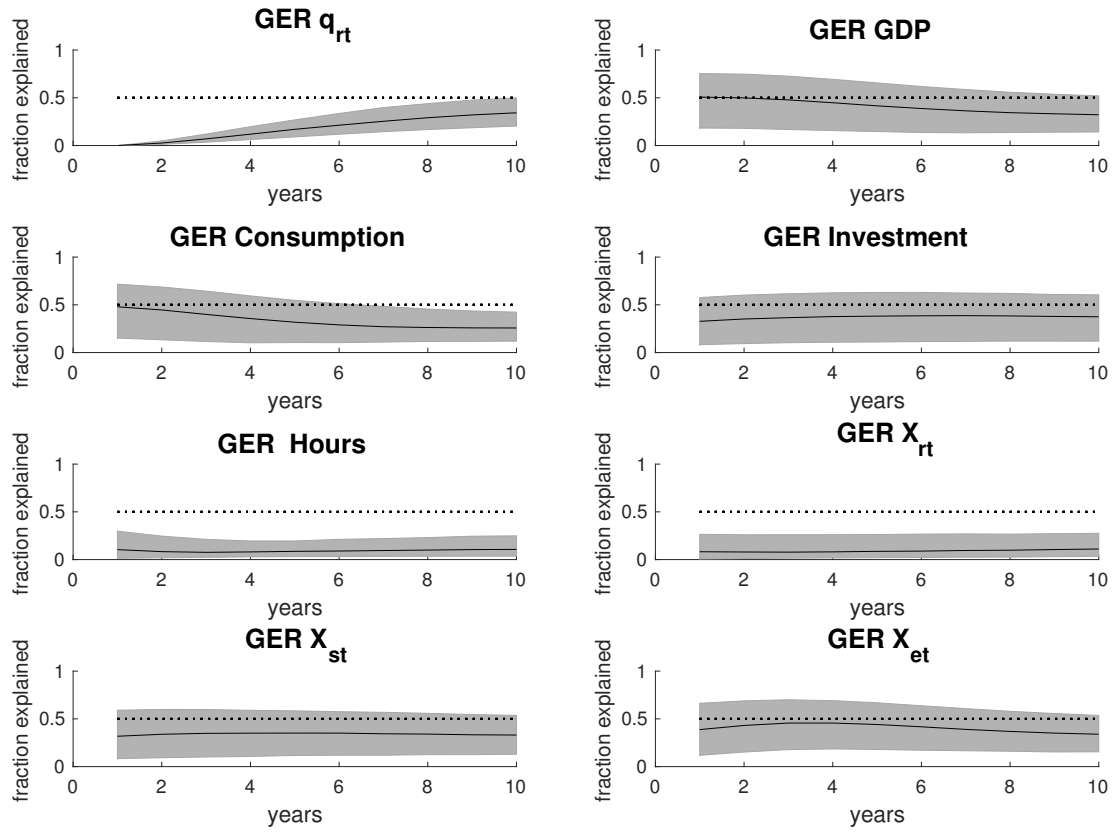 GER q_rt
fraction explained
1
0.5
0
0 2 4 6 8 10
years
GER GDP
fraction explained
1
0.5
0
0 2 4 6 8 10
years
GER Consumption
fraction explained
1
0.5
0
0 2 4 6 8 10
years
GER Investment
fraction explained
1
0.5
0
0 2 4 6 8 10
years
GER Hours
fraction explained
1
0.5
0
0 2 4 6 8 10
years
GER X_rt
fraction explained
1
0.5
0
0 2 4 6 8 10
years
GER X_st
fraction explained
1
0.5
0
0 2 4 6 8 10
years
GER X_et
fraction explained
1
0.5
0
0 2 4 6 8 10
years